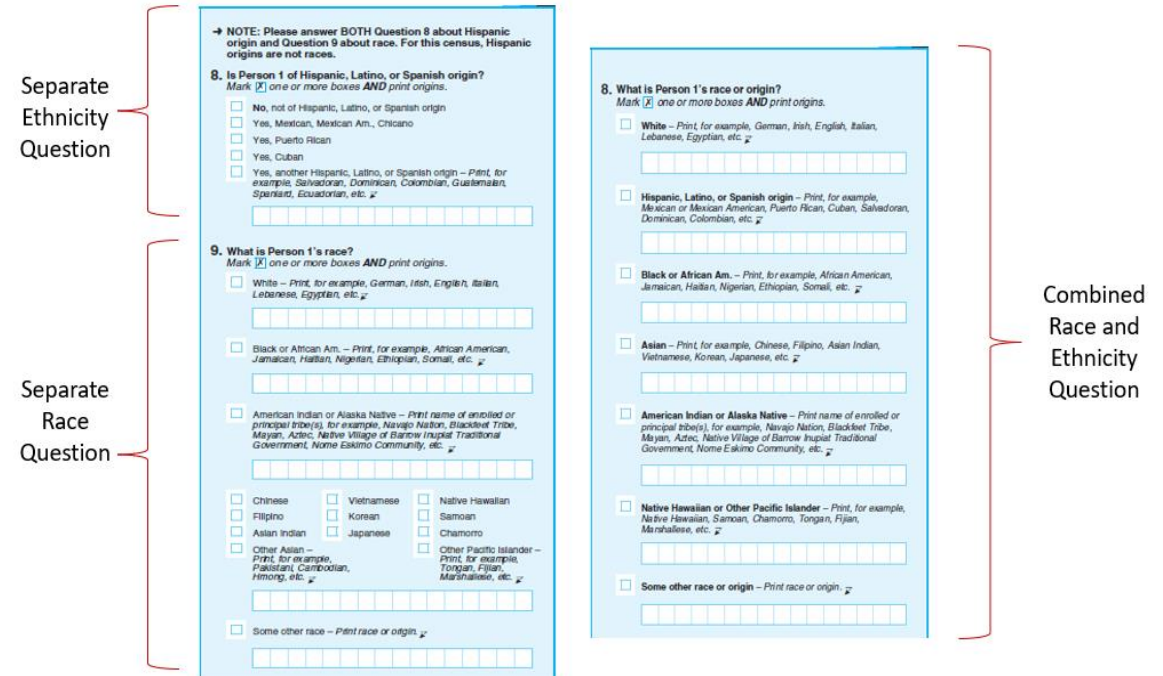 Separate
Ethnicity
Question
➔ NOTE: Please answer BOTH Question 8 about Hispanic
origin and Question 9 about race. For this census, Hispanic
origins are not races.
8. Is Person 1 of Hispanic, Latino, or Spanish origin?
Mark ☒ one or more boxes AND print origins.
No, not of Hispanic, Latino, or Spanish origin
Yes, Mexican, Mexican Am., Chicano
Yes, Puerto Rican
Yes, Cuban
Yes, another Hispanic, Latino, or Spanish origin – Print, for
example, Salvadoran, Dominican, Colombian, Guatemalan,
Spaniard, Ecuadorian, etc.
Separate
Race
Question
9. What is Person 1's race?
Mark ☒ one or more boxes AND print origins.
White – Print, for example, German, Irish, English, Italian,
Lebanese, Egyptian, etc.
Black or African Am. – Print, for example, African American,
Jamaican, Haitian, Nigerian, Ethiopian, Somali, etc.
American Indian or Alaska Native – Print name of enrolled or
principal tribe(s), for example, Navajo Nation, Blackfeet Tribe,
Mayan, Aztec, Native Village of Barrow Inupiat Traditional
Government, Nome Eskimo Community, etc.
Chinese Vietnamese Native Hawaiian
Filipino Korean Samoan
Asian Indian Japanese Chamorro
Other Asian –
Print, for example,
Pakistani, Cambodian,
Hmong, etc.
Other Pacific Islander –
Print, for example,
Tongan, Fijian,
Marshallese, etc.
Some other race – Print race or origin.
8. What is Person 1's race or origin?
Mark ☒ one or more boxes AND print origins.
White – Print, for example, German, Irish, English, Italian,
Lebanese, Egyptian, etc.
Hispanic, Latino, or Spanish origin – Print, for example,
Mexican or Mexican American, Puerto Rican, Cuban, Salvadoran,
Dominican, Colombian, etc.
Black or African Am. – Print, for example, African American,
Jamaican, Haitian, Nigerian, Ethiopian, Somali, etc.
Asian – Print, for example, Chinese, Filipino, Asian Indian,
Vietnamese, Korean, Japanese, etc.
American Indian or Alaska Native – Print name of enrolled or
principal tribe(s), for example, Navajo Nation, Blackfeet Tribe,
Mayan, Aztec, Native Village of Barrow Inupiat Traditional
Government, Nome Eskimo Community, etc.
Native Hawaiian or Other Pacific Islander – Print, for example,
Native Hawaiian, Samoan, Chamorro, Tongan, Fijian,
Marshallese, etc.
Some other race or origin – Print race or origin.
Combined
Race and
Ethnicity
Question